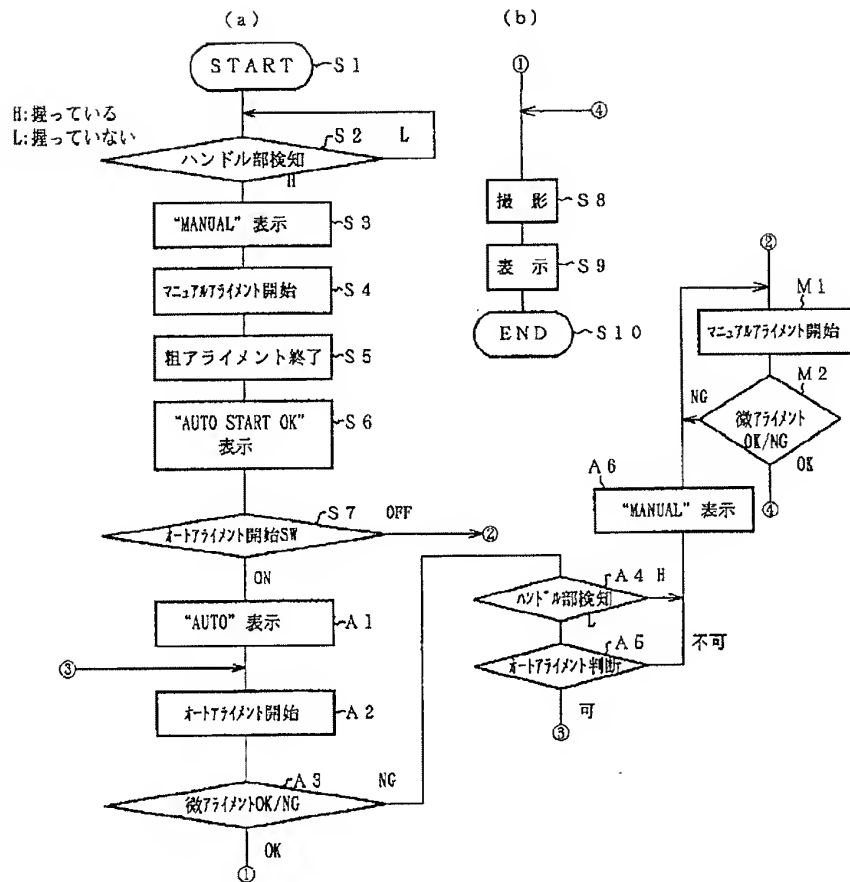 (a)
START
S1
H:握っている
L:握っていない
S2
L
ハンドル部検知
H
“MANUAL” 表示
S3
マニュアルアライメント開始
S4
粗アライメント終了
S5
“AUTO START OK”
表示
S6
S7
OFF
オートアライメント開始SW
②
ON
“AUTO” 表示
A1
③
オートアライメント開始
A2
A3
NG
微アライメントOK/NG
OK
①
(b)
①
④
撮 影
S8
表 示
S9
END
S10
②
M1
マニュアルアライメント開始
M2
NG
微アライメント
OK/NG
OK
④
A6
“MANUAL” 表示
A4
H
ハンドル部検知
L
A5
オートアライメント判断
不可
可
③